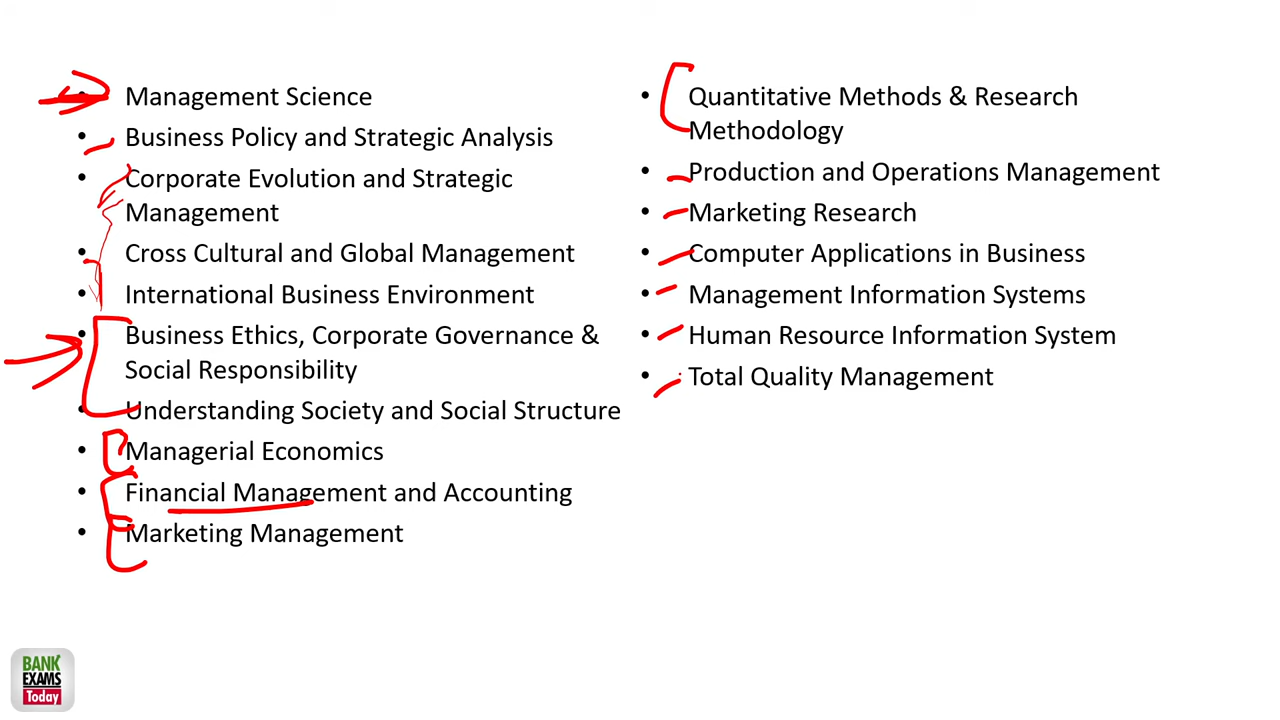 • Management Science
• Business Policy and Strategic Analysis
• Corporate Evolution and Strategic
Management
• Cross Cultural and Global Management
• International Business Environment
• Business Ethics, Corporate Governance &
Social Responsibility
• Understanding Society and Social Structure
• Managerial Economics
• Financial Management and Accounting
• Marketing Management
• Quantitative Methods & Research
Methodology
• Production and Operations Management
• Marketing Research
• Computer Applications in Business
• Management Information Systems
• Human Resource Information System
• Total Quality Management
BANK
EXAMS
Today